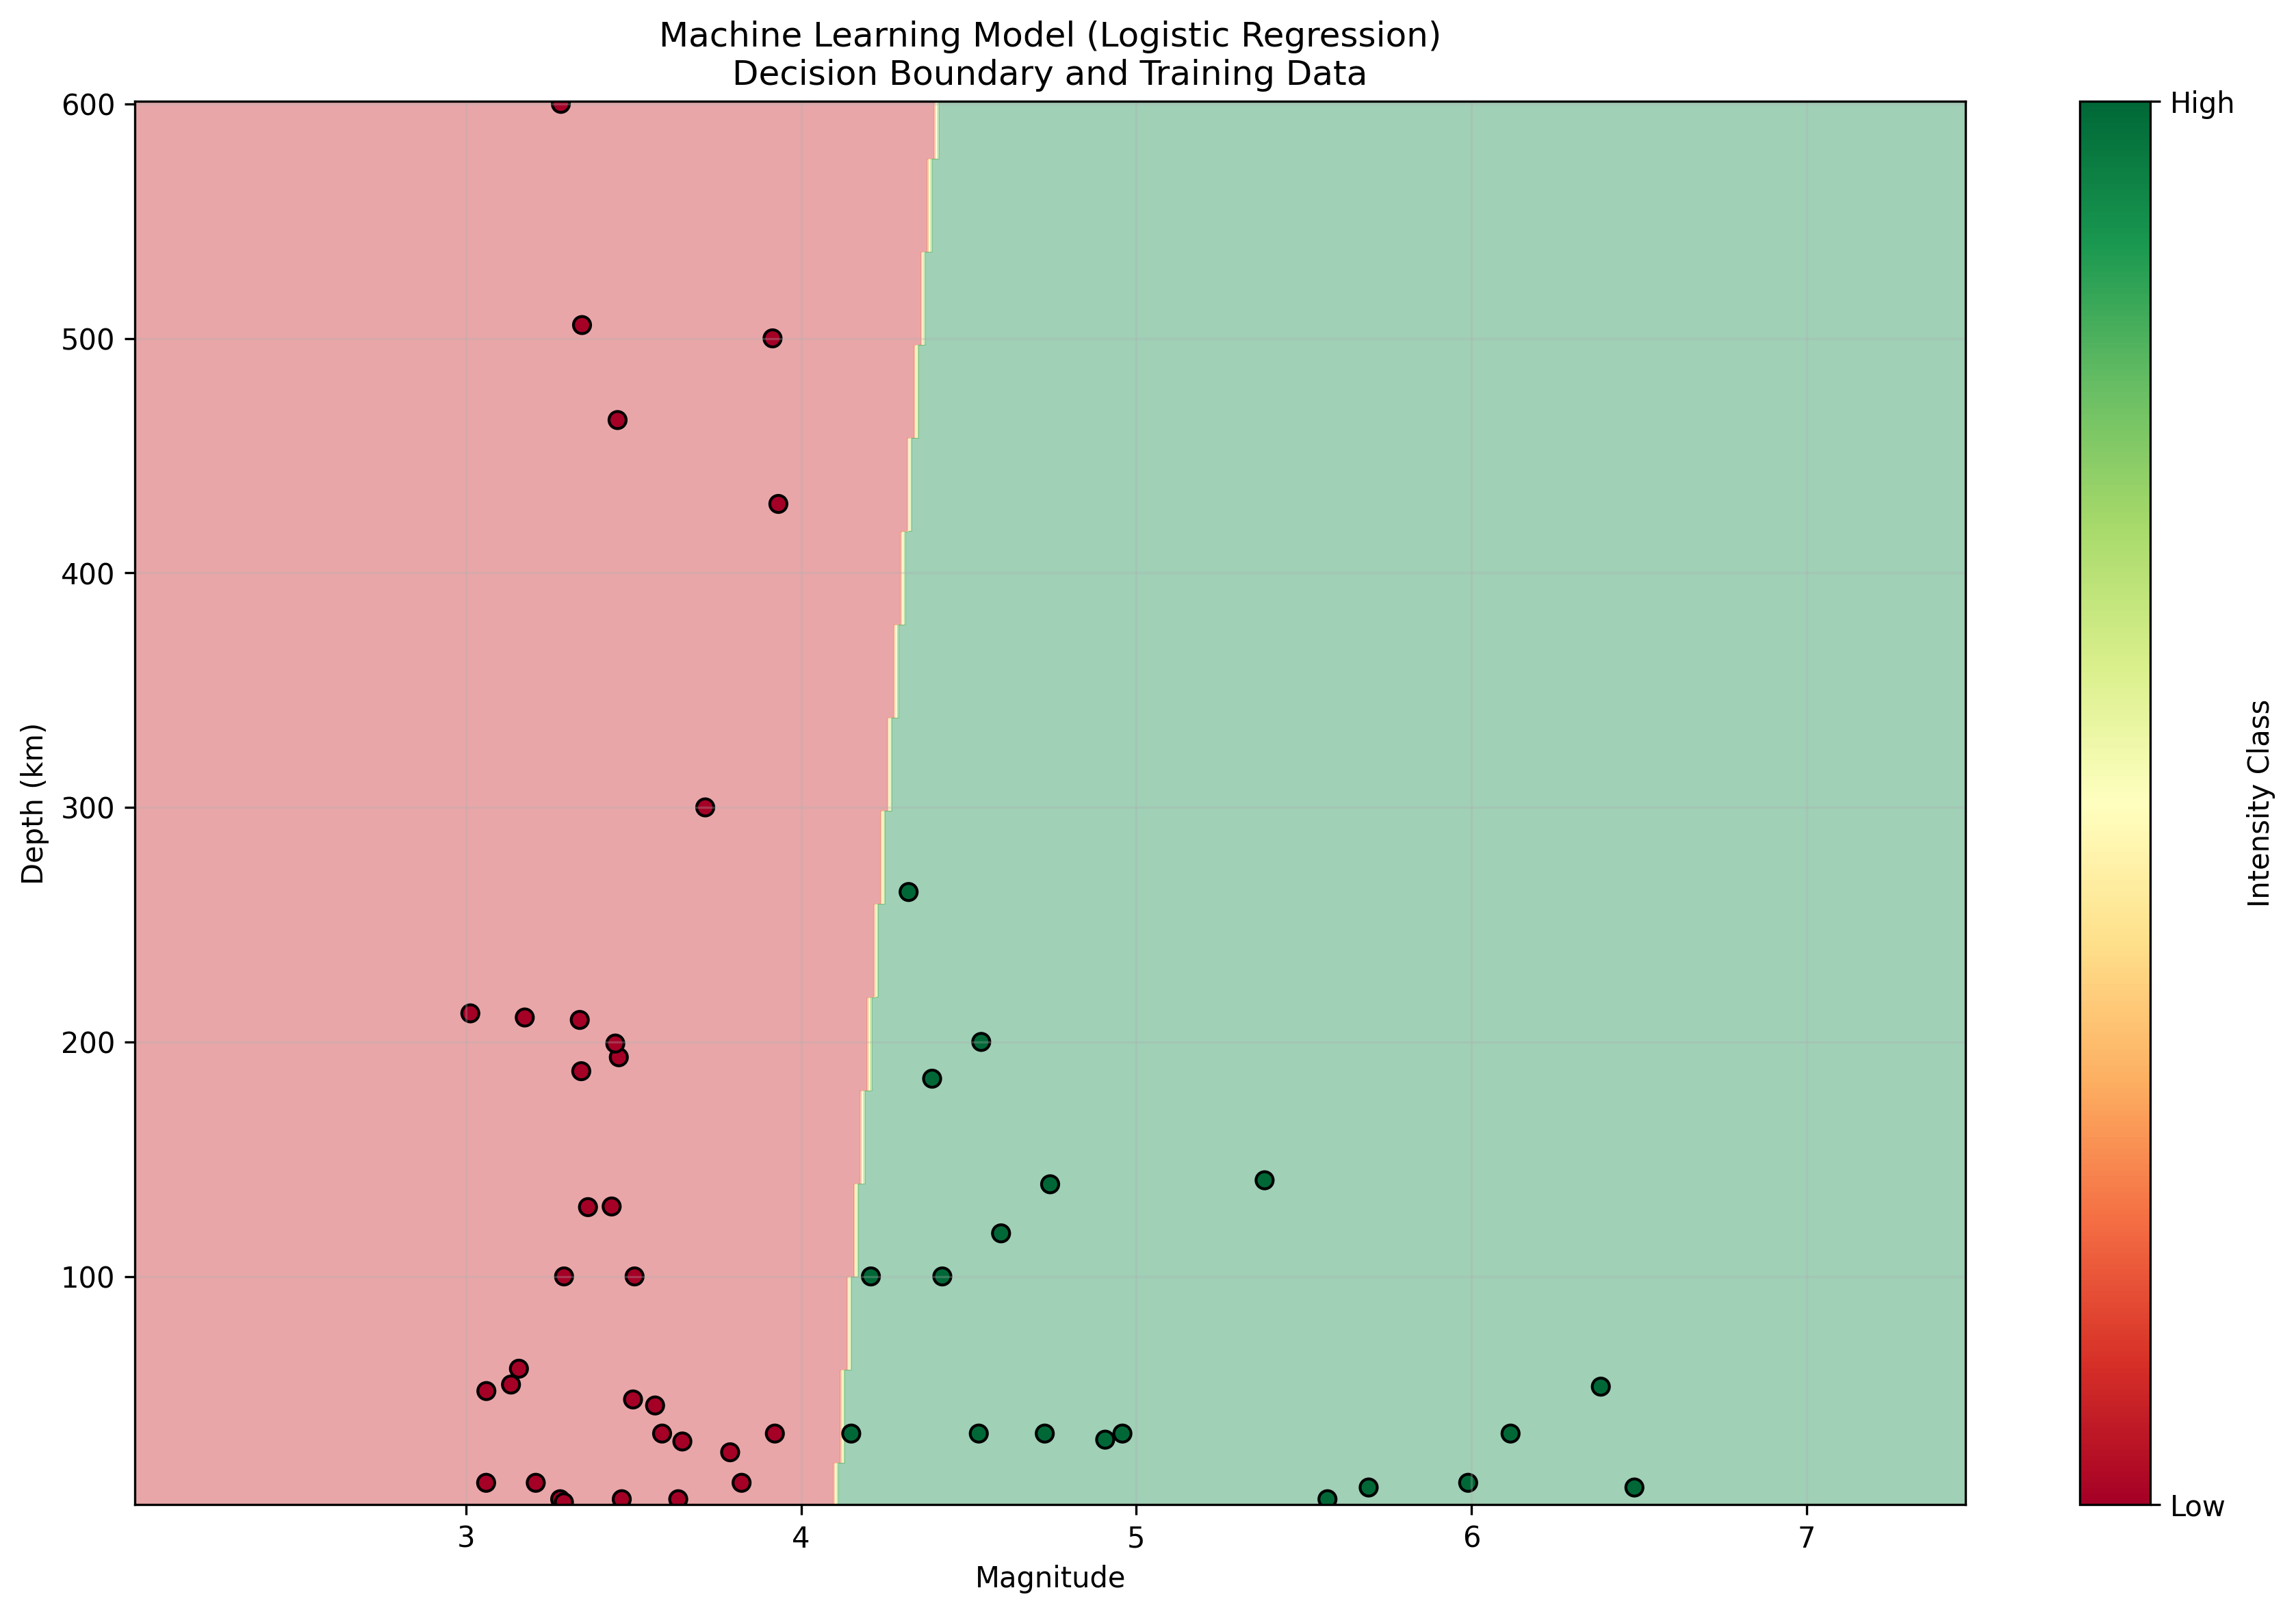 Machine Learning Model (Logistic Regression)
Decision Boundary and Training Data
600
500
400
300
200
100
Depth (km)
3
4
5
6
7
Magnitude
High
Low
Intensity Class